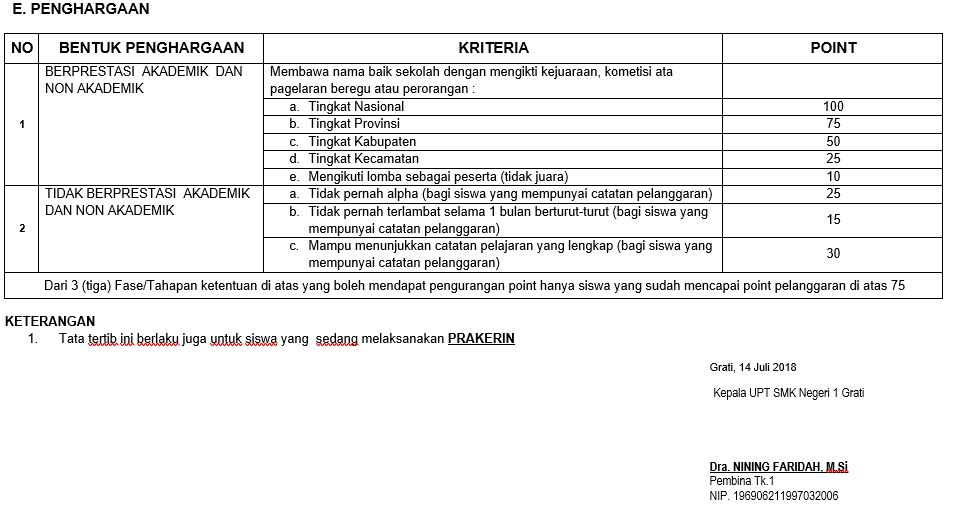 E. PENGHARGAAN
NO BENTUK PENGHARGAAN KRITERIA POINT
1
BERPRESTASI AKADEMIK DAN
NON AKADEMIK
Membawa nama baik sekolah dengan mengikti kejuaraan, kometisi ata
pagelaran beregu atau perorangan :
a. Tingkat Nasional 100
b. Tingkat Provinsi 75
c. Tingkat Kabupaten 50
d. Tingkat Kecamatan 25
e. Mengikuti lomba sebagai peserta (tidak juara) 10
2
TIDAK BERPRESTASI AKADEMIK
DAN NON AKADEMIK
a. Tidak pernah alpha (bagi siswa yang mempunyai catatan pelanggaran) 25
b. Tidak pernah terlambat selama 1 bulan berturut-turut (bagi siswa yang
mempunyai catatan pelanggaran) 15
c. Mampu menunjukkan catatan pelajaran yang lengkap (bagi siswa yang
mempunyai catatan pelanggaran) 30
Dari 3 (tiga) Fase/Tahapan ketentuan di atas yang boleh mendapat pengurangan point hanya siswa yang sudah mencapai point pelanggaran di atas 75
KETERANGAN
1. Tata tertib ini berlaku juga untuk siswa yang sedang melaksanakan PRAKERIN
Grati, 14 Juli 2018
Kepala UPT SMK Negeri 1 Grati
Dra. NINING FARIDAH, M.Si
Pembina Tk.1
NIP. 196906211997032006